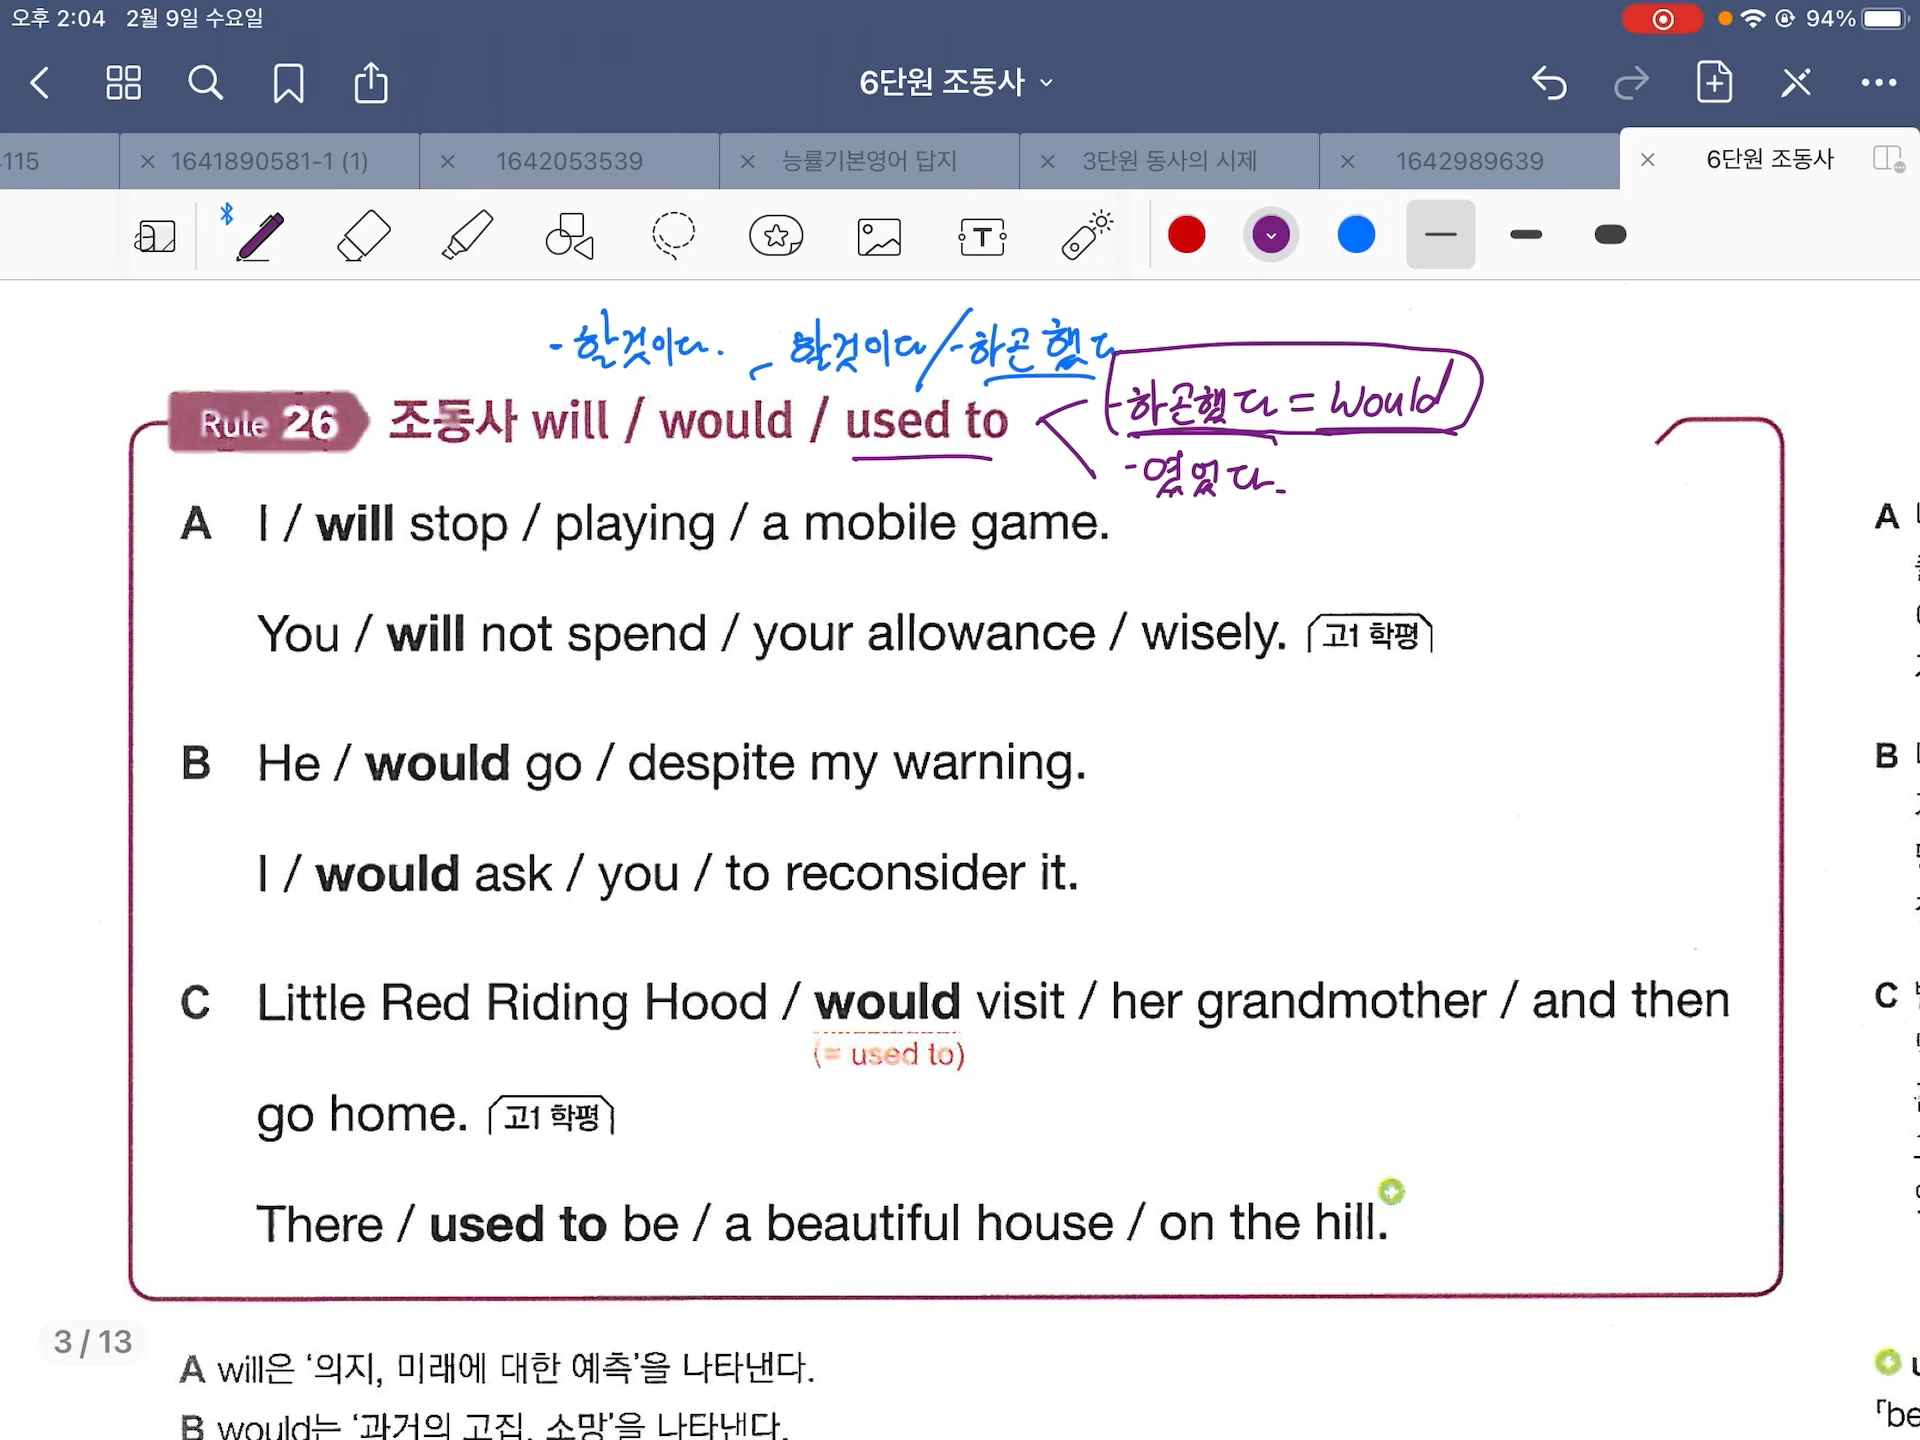 오후 2:04 2월 9일 수요일 94%
6단원 조동사
115 1641890581-1 (1) 1642053539 능률기본영어 답지 3단원 동사의 시제 1642989639 6단원 조동사
-할것이다. 할것이다/-하곤 했다
Rule 26 조동사 will / would / used to
-하곤했다 = would
-였었다.
A I / will stop / playing / a mobile game.
You / will not spend / your allowance / wisely. 고1 학평
B He / would go / despite my warning.
I / would ask / you / to reconsider it.
C Little Red Riding Hood / would visit / her grandmother / and then
(= used to)
go home. 고1 학평
There / used to be / a beautiful house / on the hill.
A
B
C
3 / 13
A will은 ‘의지, 미래에 대한 예측’을 나타낸다.
B would는 ‘과거의 고집, 소망’을 나타낸다.
「be